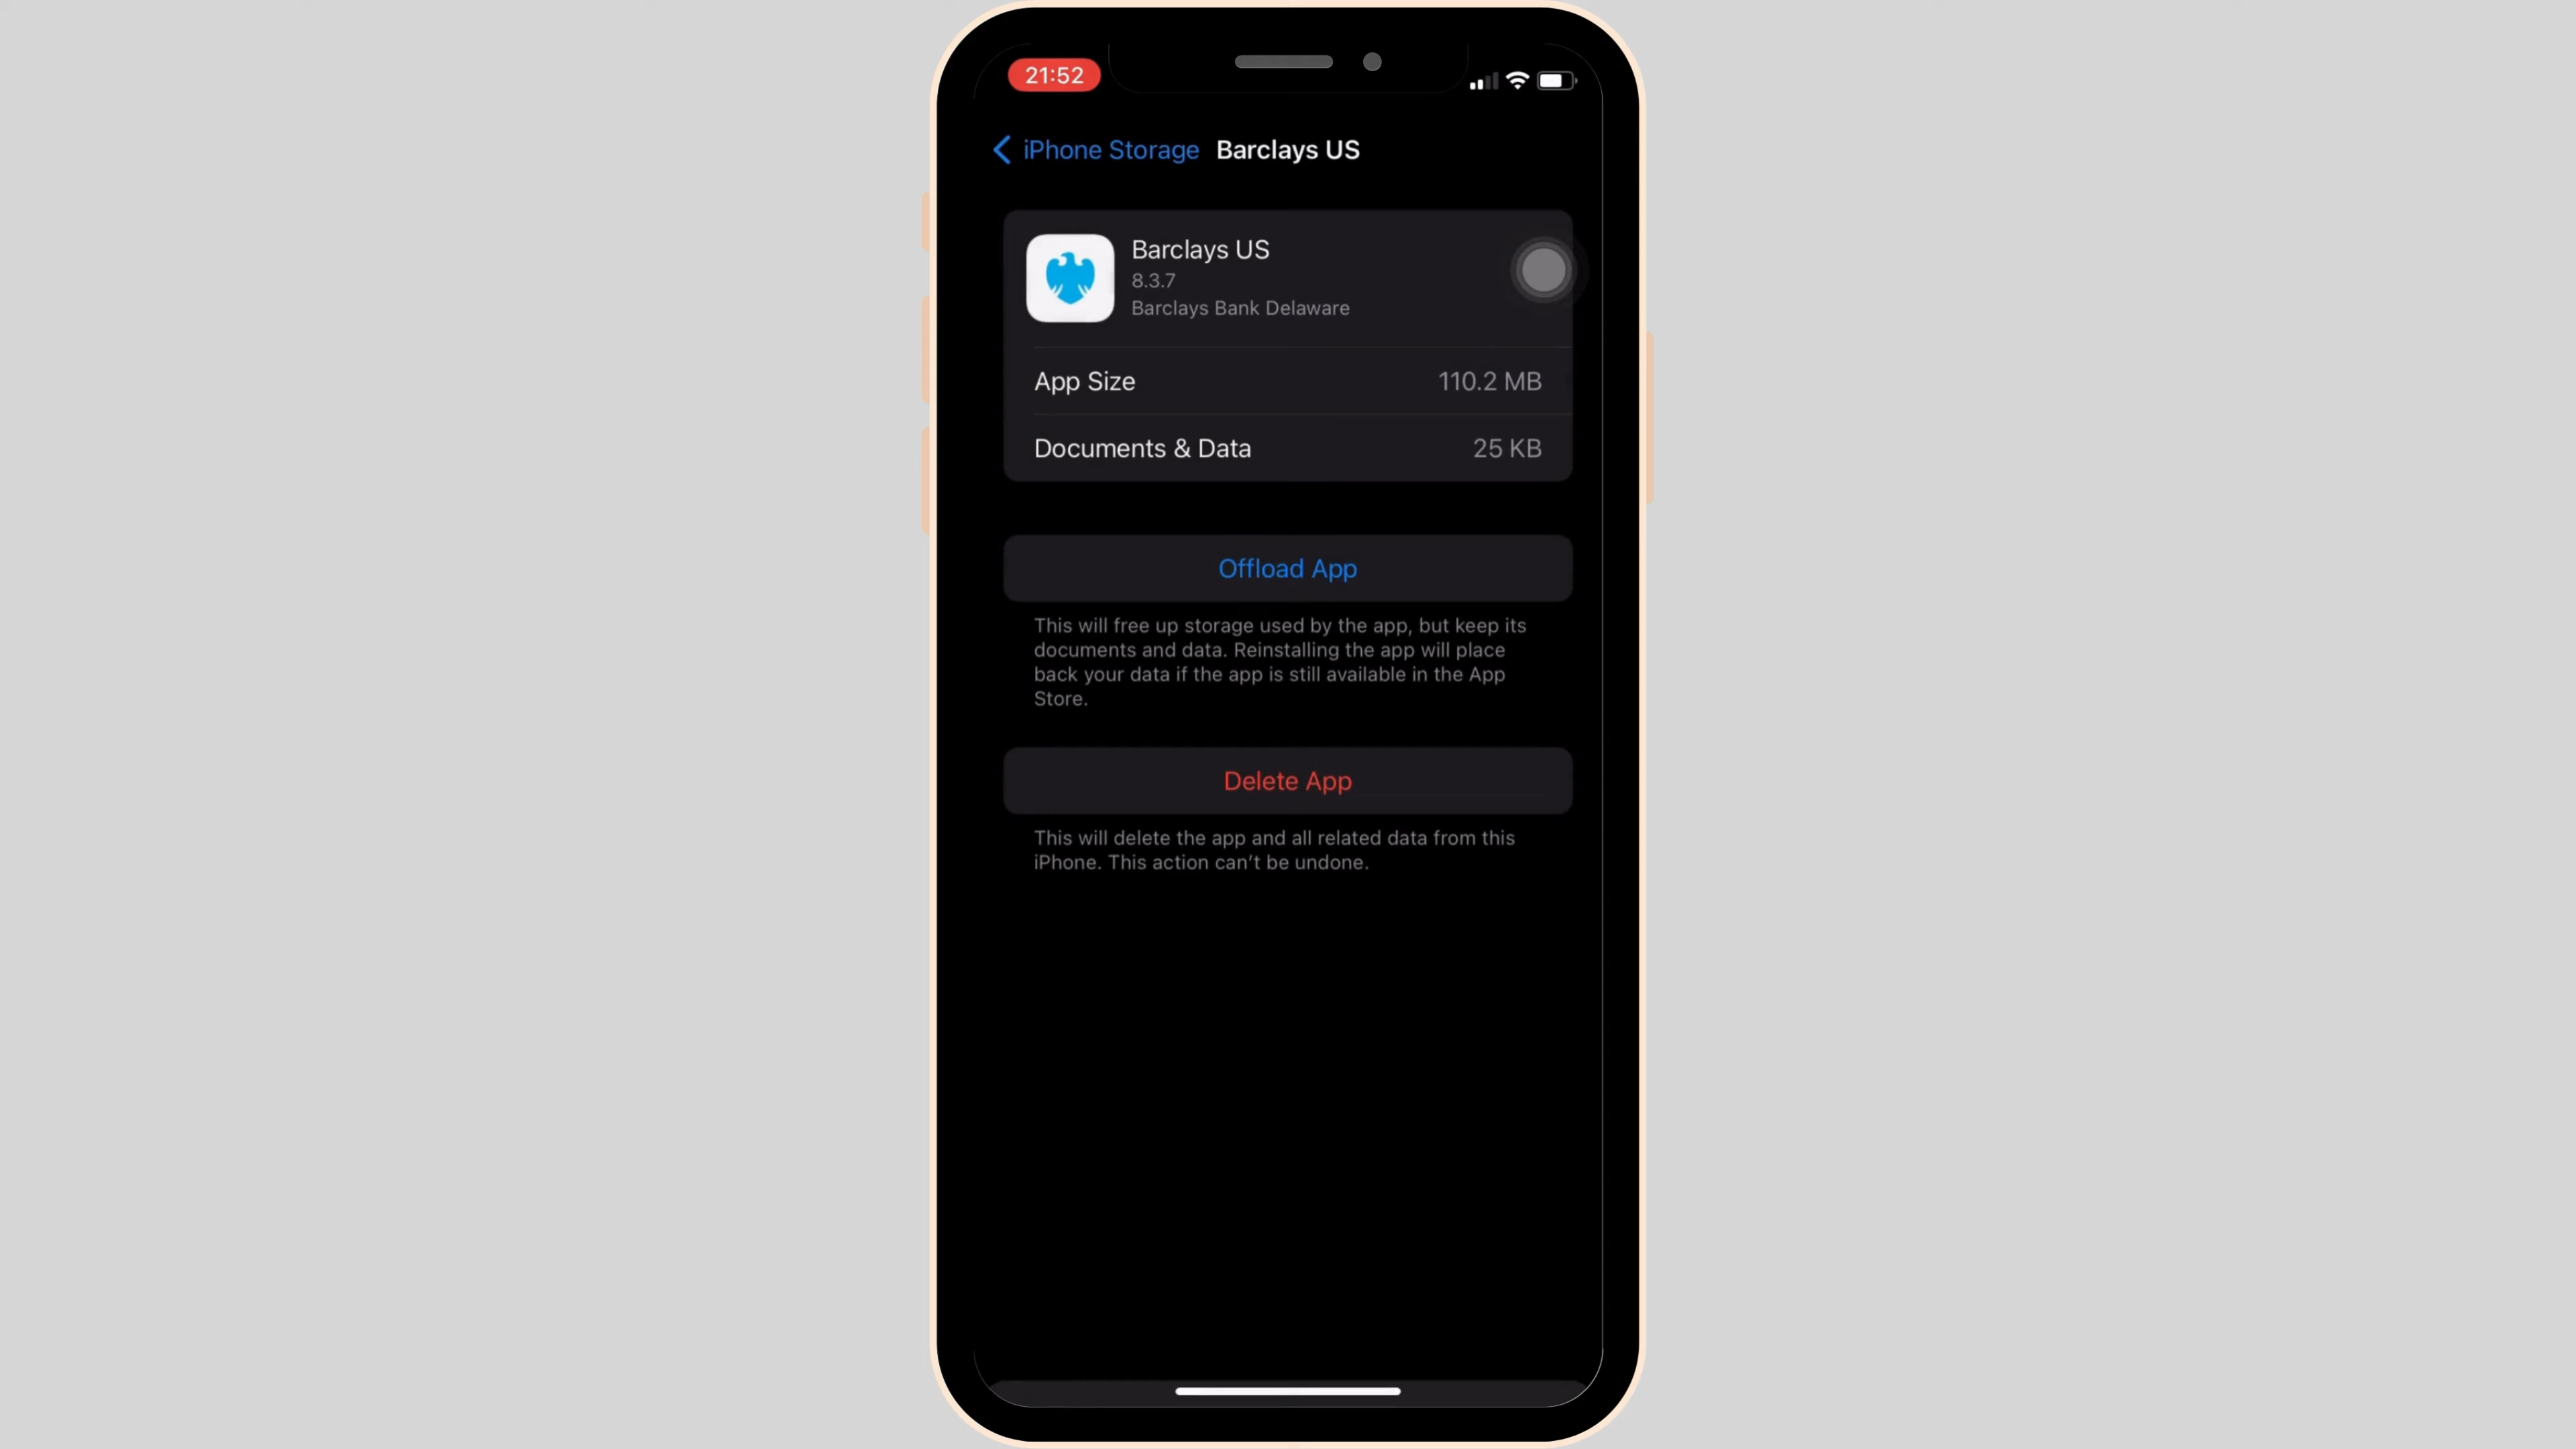 21:52
iPhone Storage Barclays US
Barclays US
8.3.7
Barclays Bank Delaware
App Size 110.2 MB
Documents & Data 25 KB
Offload App
This will free up storage used by the app, but keep its
documents and data. Reinstalling the app will place
back your data if the app is still available in the App
Store.
Delete App
This will delete the app and all related data from this
iPhone. This action can’t be undone.